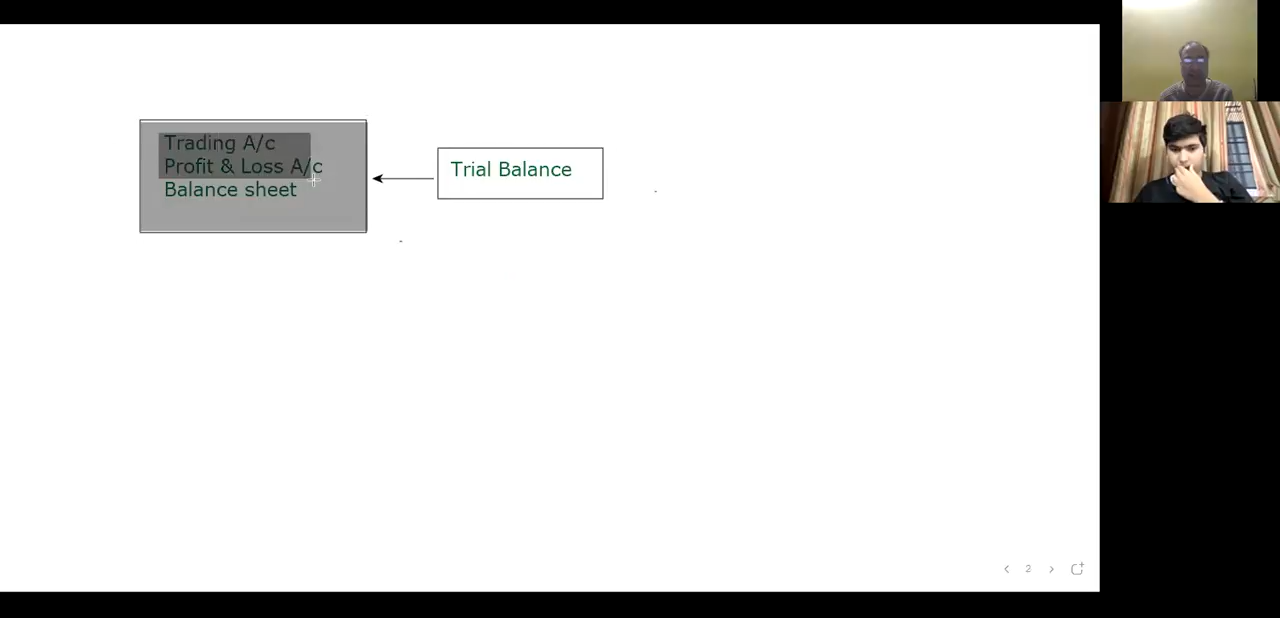 Trading A/c
Profit & Loss A/c
Balance sheet
Trial Balance
2